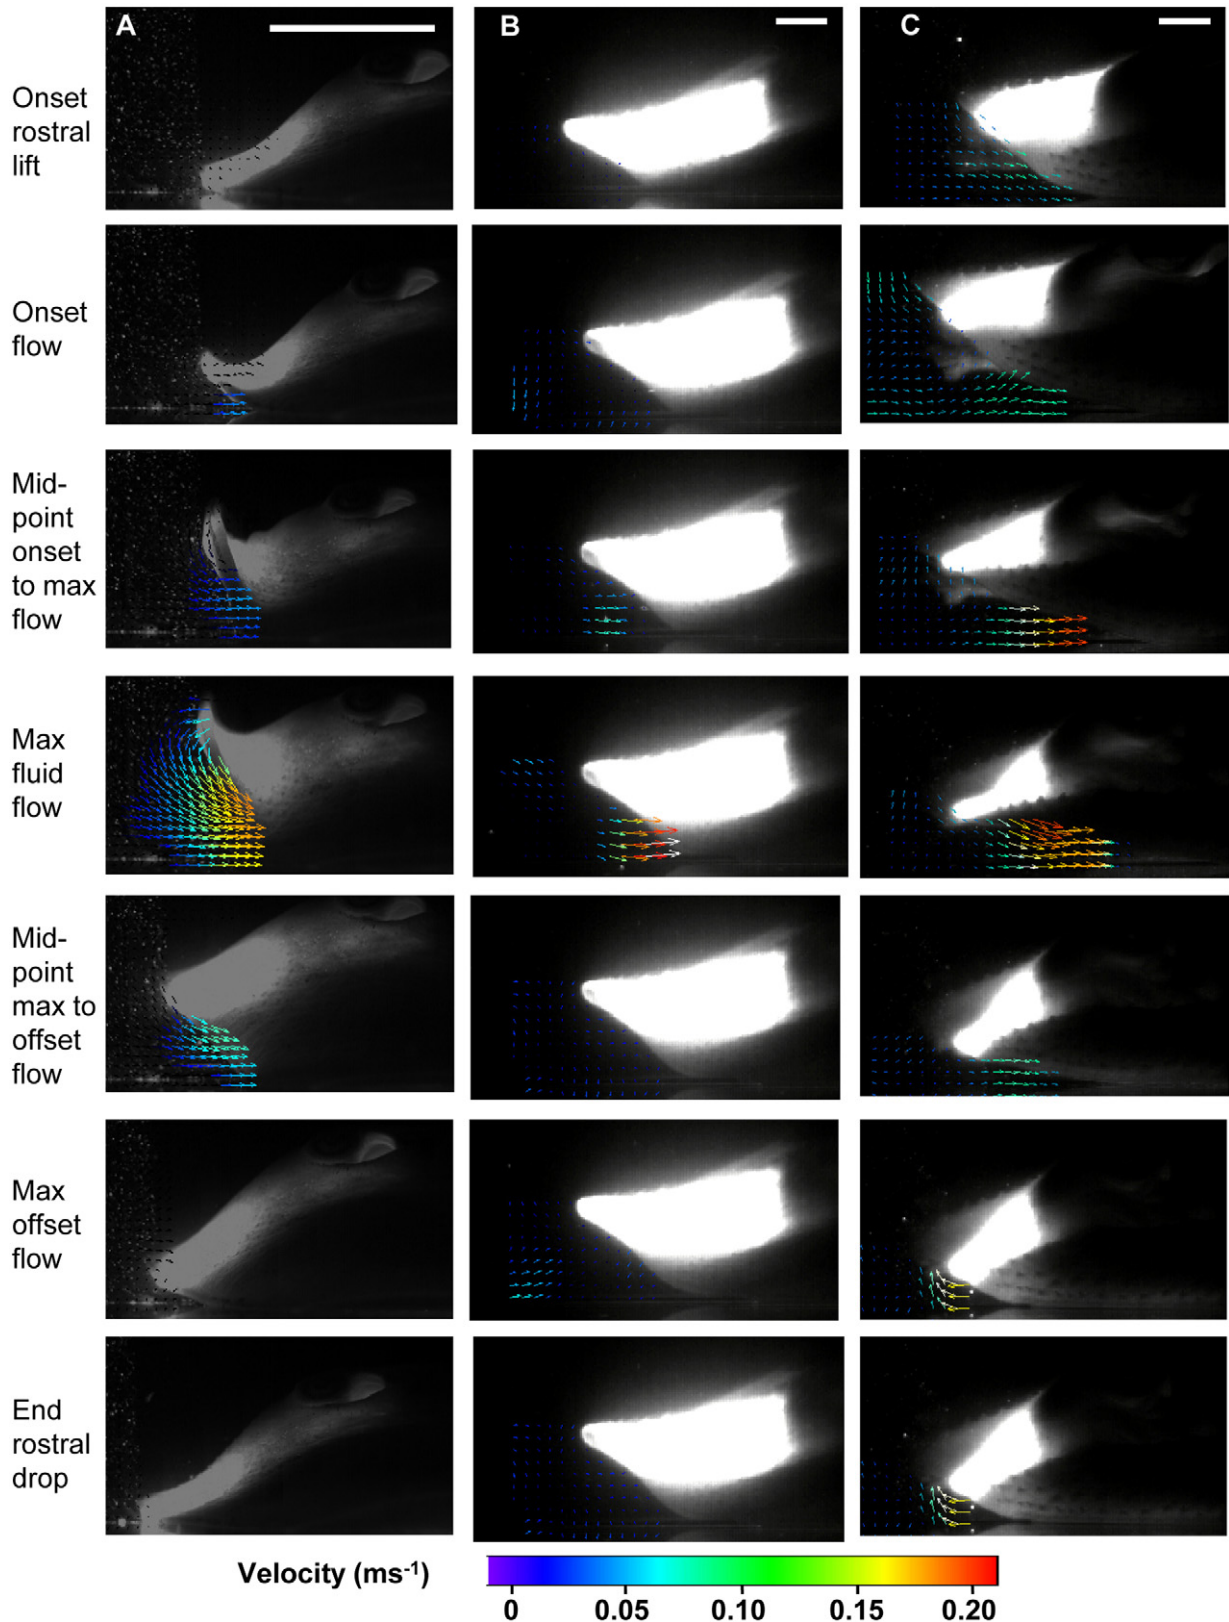 A
B
C
Onset
rostral
lift
Onset
flow
Mid-
point
onset
to max
flow
Max
fluid
flow
Mid-
point
max to
offset
flow
Max
offset
flow
End
rostral
drop
Velocity (ms⁻¹)
0
0.05
0.10
0.15
0.20